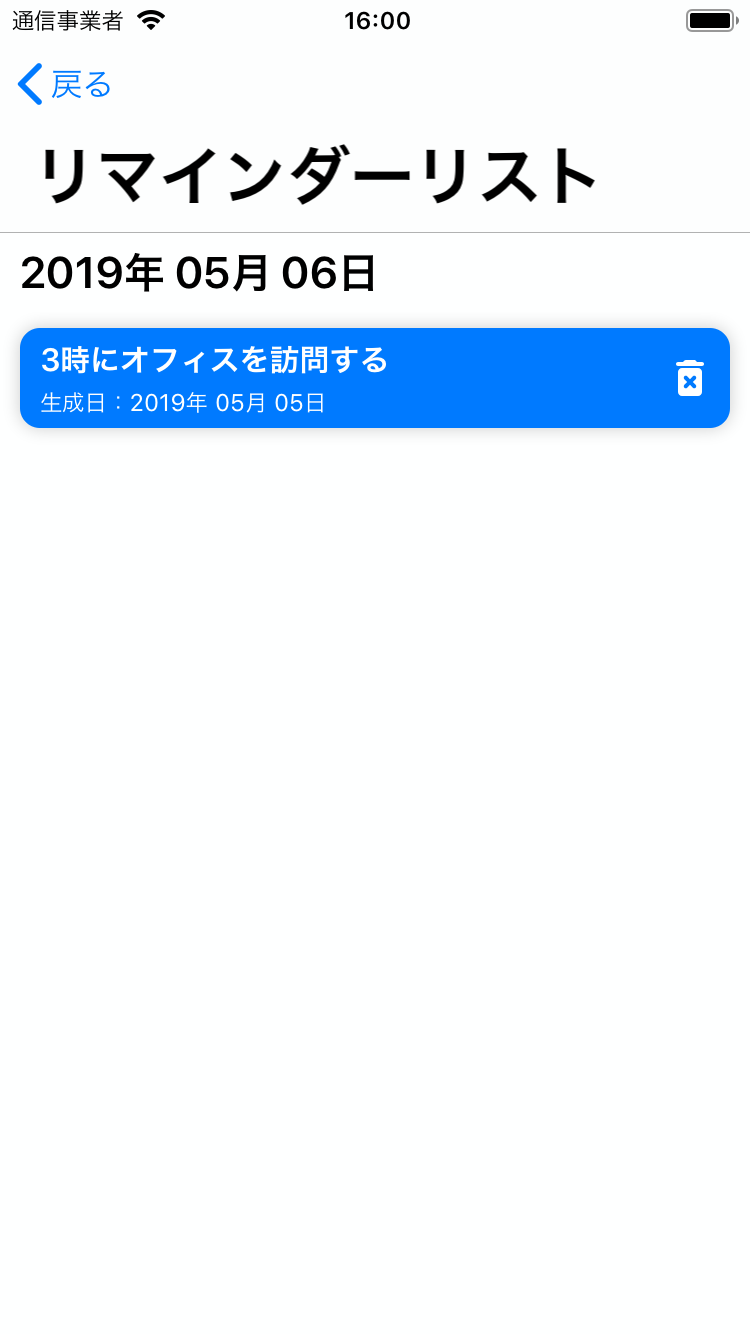 通信事業者 16:00
戻る
リマインダーリスト
2019年 05月 06日
3時にオフィスを訪問する
生成日：2019年 05月 05日